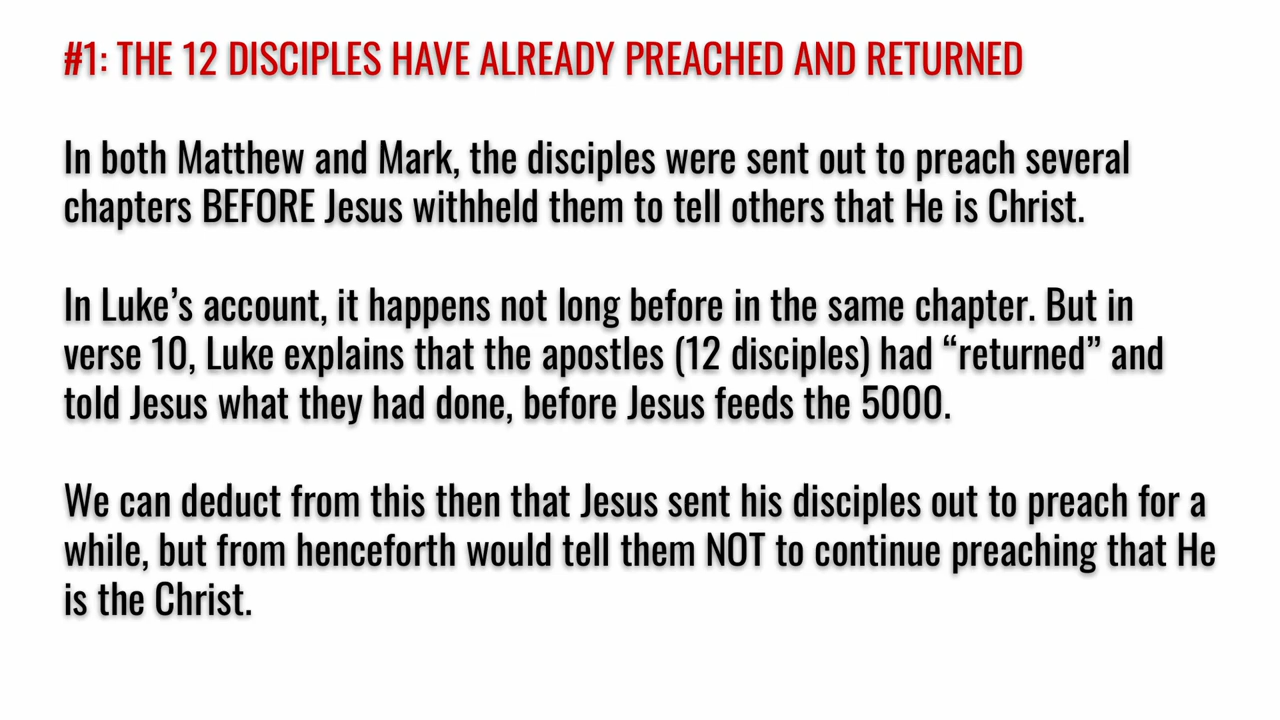 #1: THE 12 DISCIPLES HAVE ALREADY PREACHED AND RETURNED
In both Matthew and Mark, the disciples were sent out to preach several
chapters BEFORE Jesus withheld them to tell others that He is Christ.
In Luke’s account, it happens not long before in the same chapter. But in
verse 10, Luke explains that the apostles (12 disciples) had “returned” and
told Jesus what they had done, before Jesus feeds the 5000.
We can deduct from this then that Jesus sent his disciples out to preach for a
while, but from henceforth would tell them NOT to continue preaching that He
is the Christ.